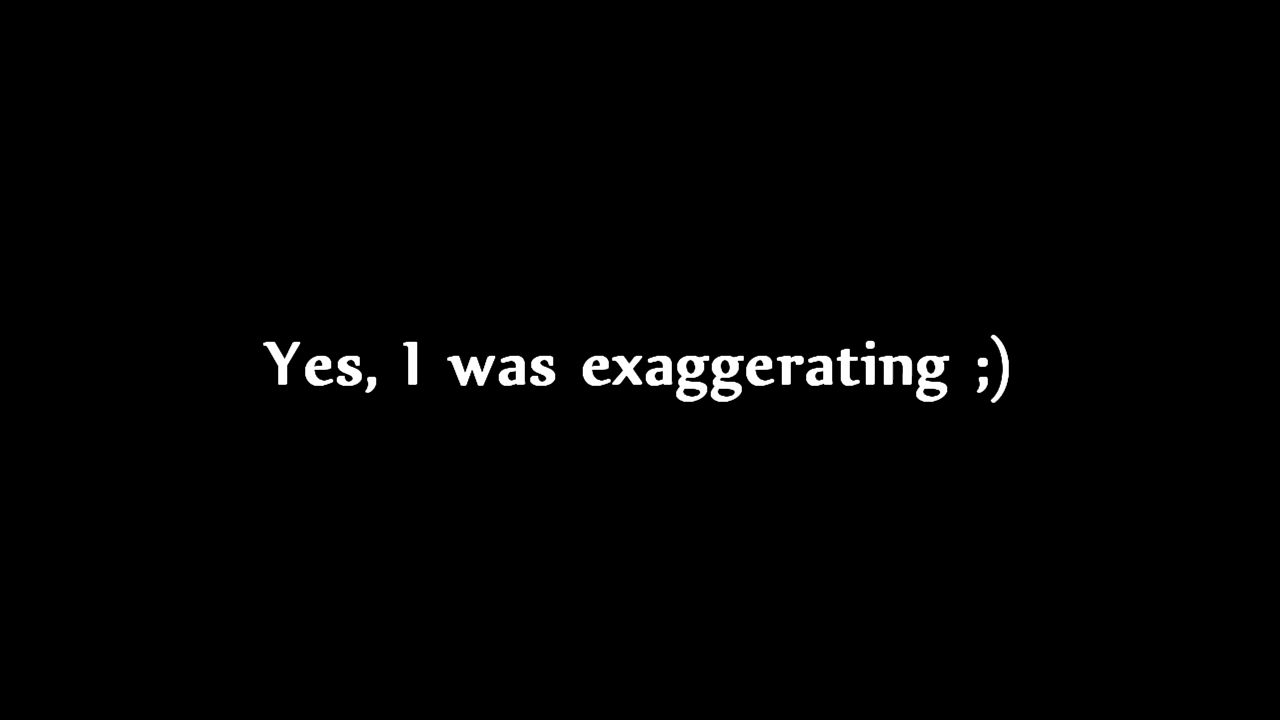 Yes, I was exaggerating ;)